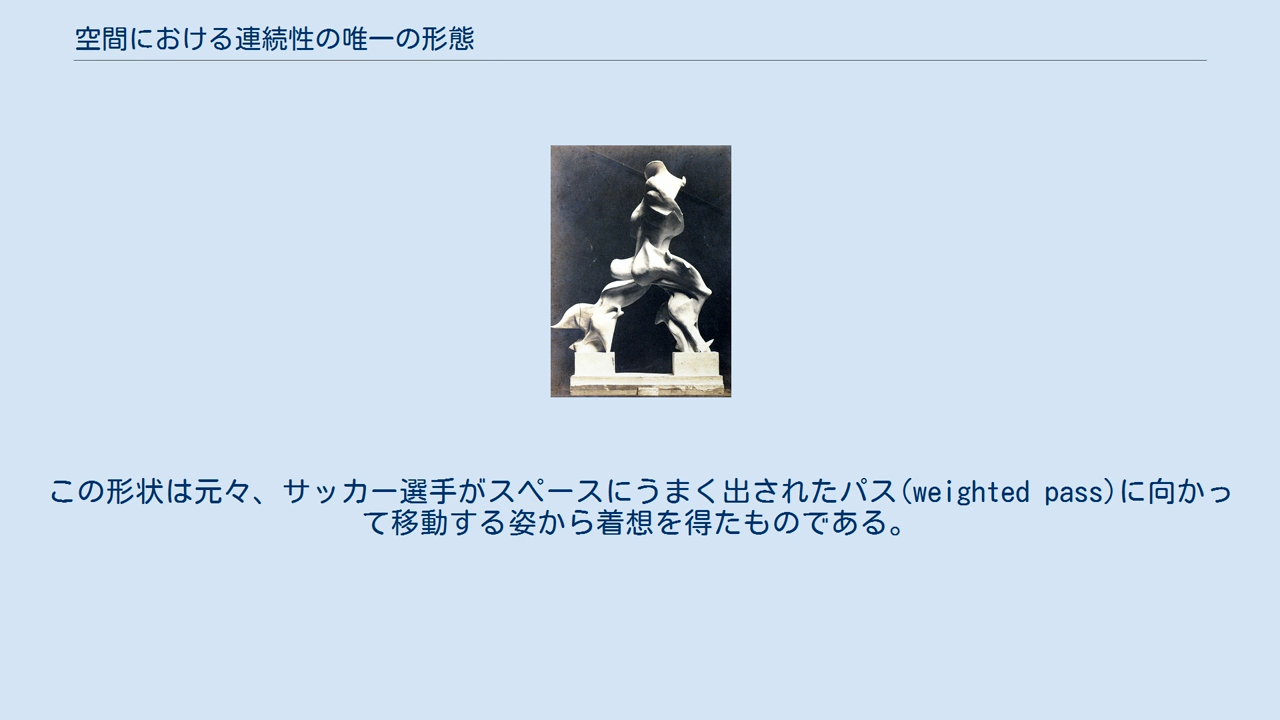 空間における連続性の唯一の形態
この形状は元々、サッカー選手がスペースにうまく出されたパス(weighted pass)に向かっ
て移動する姿から着想を得たものである。